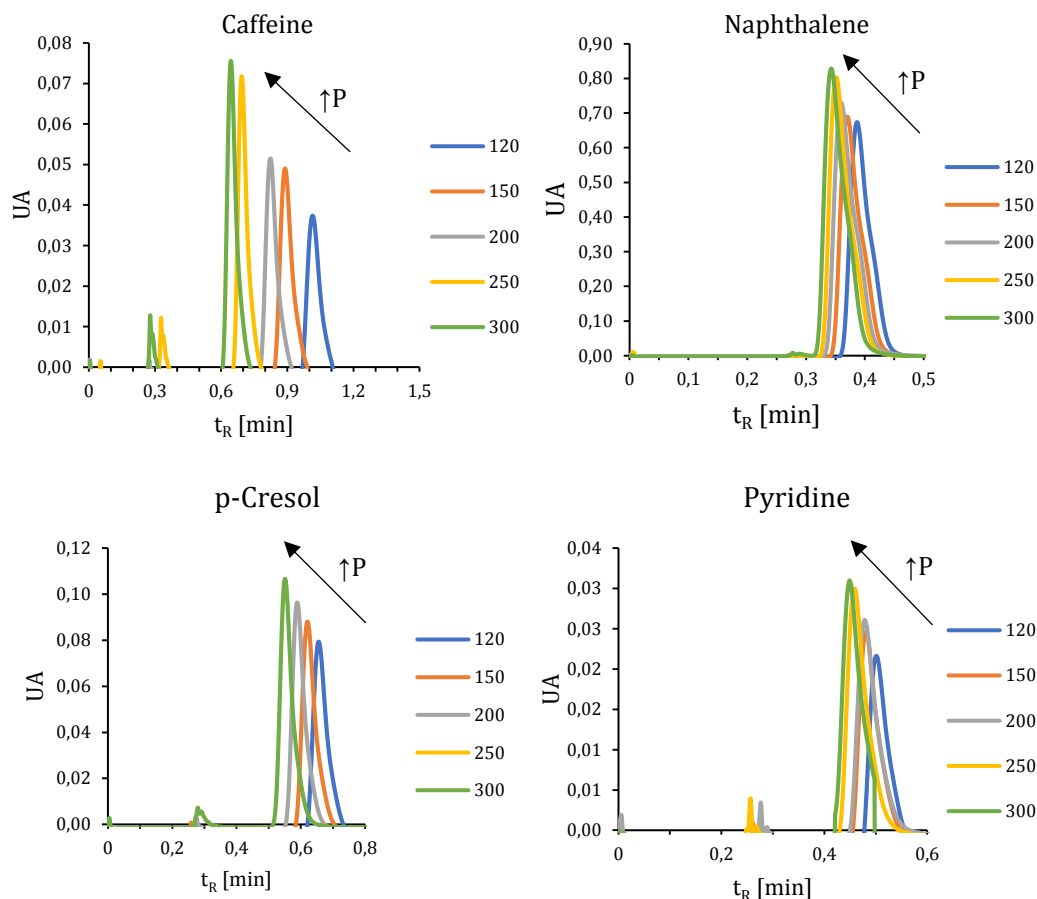 Caffeine
0,08
0,07
0,06
0,05
0,04
0,03
0,02
0,01
0,00
UA
0 0,3 0,6 0,9 1,2 1,5
tR [min]
↑P
120
150
200
250
300
Naphthalene
0,90
0,80
0,70
0,60
0,50
0,40
0,30
0,20
0,10
0,00
UA
0 0,1 0,2 0,3 0,4 0,5
tR [min]
↑P
120
150
200
250
300
p-Cresol
0,12
0,10
0,08
0,06
0,04
0,02
0,00
UA
0 0,2 0,4 0,6 0,8
tR [min]
↑P
120
150
200
250
300
Pyridine
0,04
0,03
0,03
0,02
0,02
0,01
0,01
0,00
UA
0 0,2 0,4 0,6
tR [min]
↑P
120
150
200
250
300